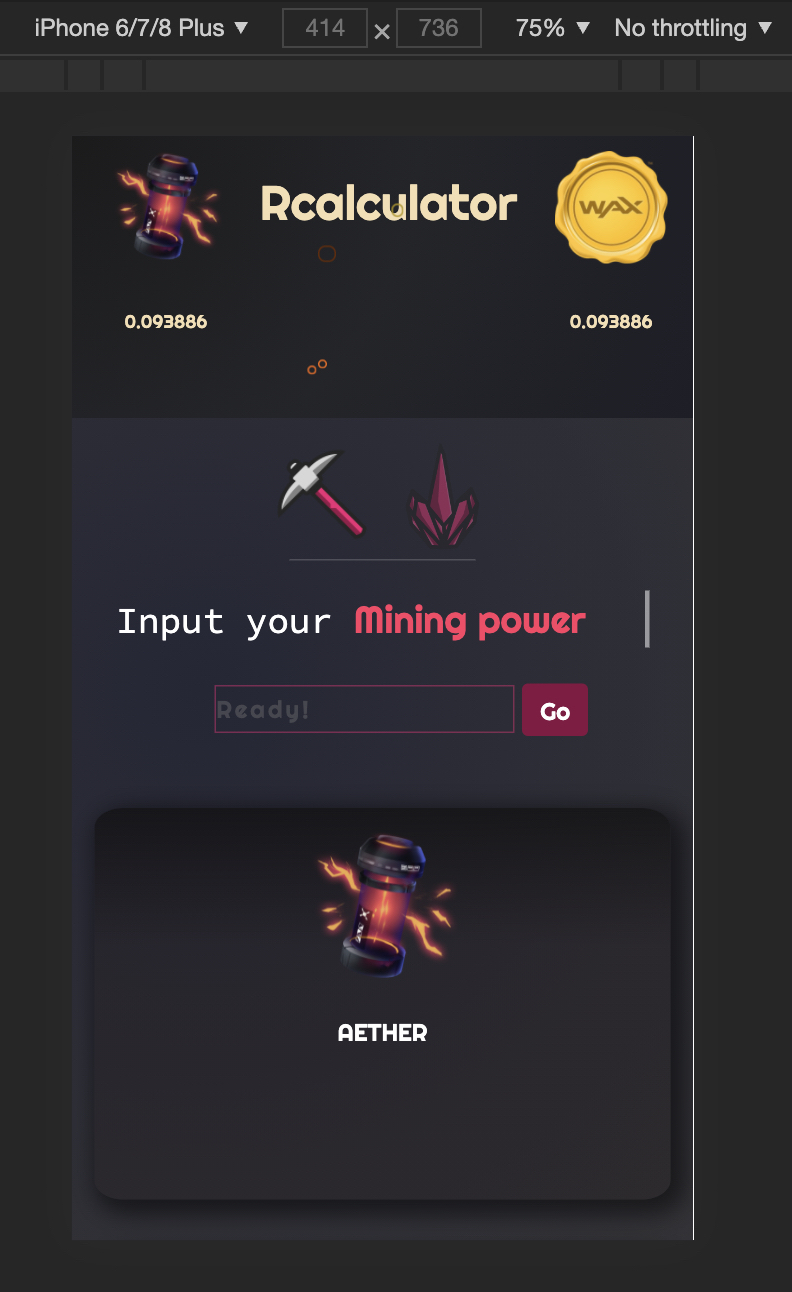 iPhone 6/7/8 Plus ▼ 414 × 736 75% ▼ No throttling ▼
Rcalculator
WAX
0.093886 0.093886
Input your Mining power
Ready! Go
AETHER